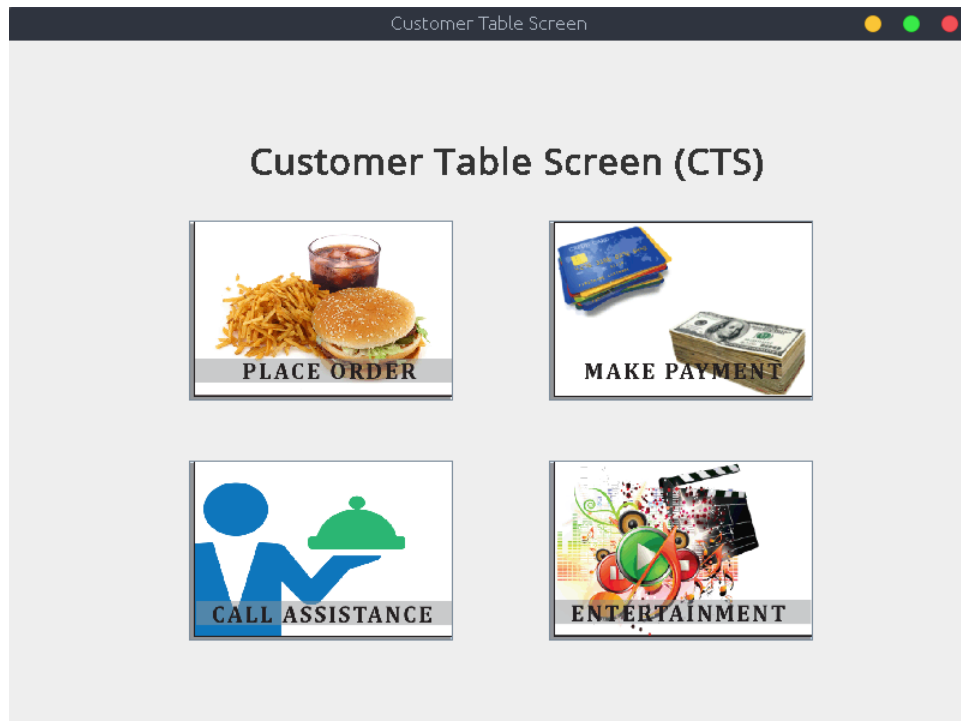 Customer Table Screen
Customer Table Screen (CTS)
PLACE ORDER
MAKE PAYMENT
CALL ASSISTANCE
ENTERTAINMENT